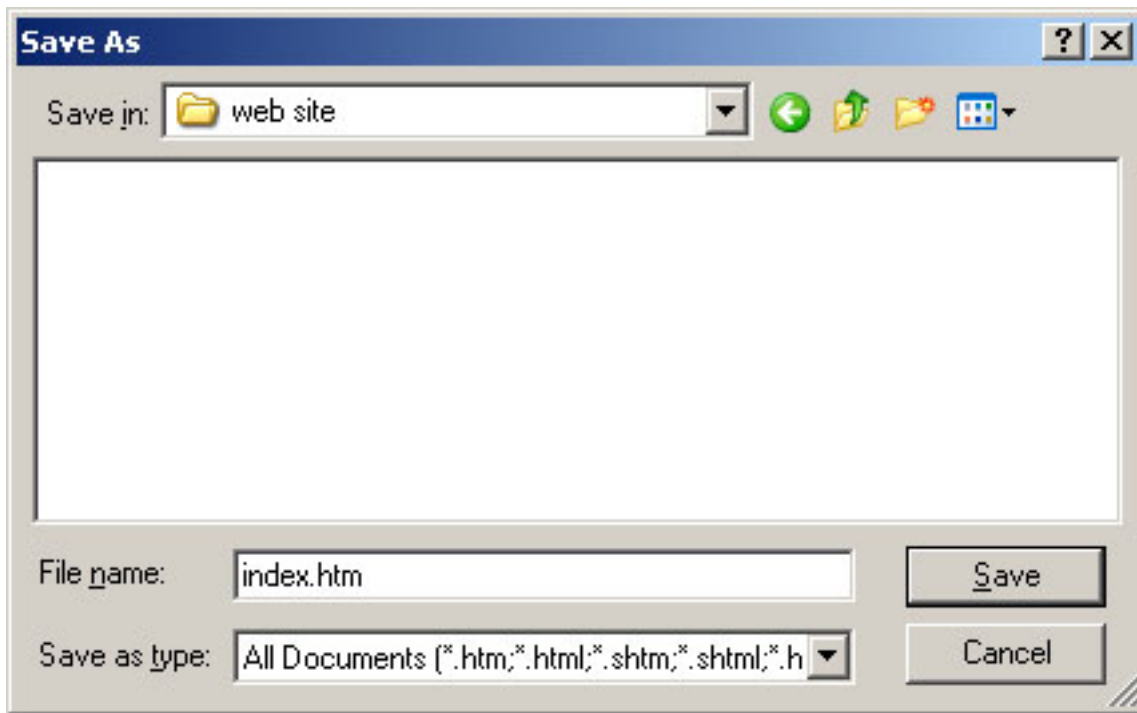 Save As
Save in: web site
File name: index.htm
Save
Save as type: All Documents (*.htm;*.html;*.shtm;*.shtml;*.h
Cancel